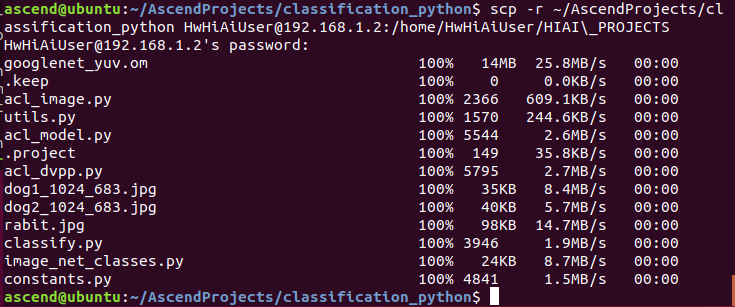 ascend@ubuntu:~/AscendProjects/classification_python$ scp -r ~/AscendProjects/cl
assification_python HwHiAiUser@192.168.1.2:/home/HwHiAiUser/HIAI\_PROJECTS
HwHiAiUser@192.168.1.2's password:
googlenet_yuv.om 100% 14MB 25.8MB/s 00:00
.keep 100% 0 0.0KB/s 00:00
acl_image.py 100% 2366 609.1KB/s 00:00
utils.py 100% 1570 244.6KB/s 00:00
acl_model.py 100% 5544 2.6MB/s 00:00
.project 100% 149 35.8KB/s 00:00
acl_dvpp.py 100% 5795 2.7MB/s 00:00
dog1_1024_683.jpg 100% 35KB 8.4MB/s 00:00
dog2_1024_683.jpg 100% 40KB 5.7MB/s 00:00
rabit.jpg 100% 98KB 14.7MB/s 00:00
classify.py 100% 3946 1.9MB/s 00:00
image_net_classes.py 100% 24KB 8.7MB/s 00:00
constants.py 100% 4841 1.5MB/s 00:00
ascend@ubuntu:~/AscendProjects/classification_python$